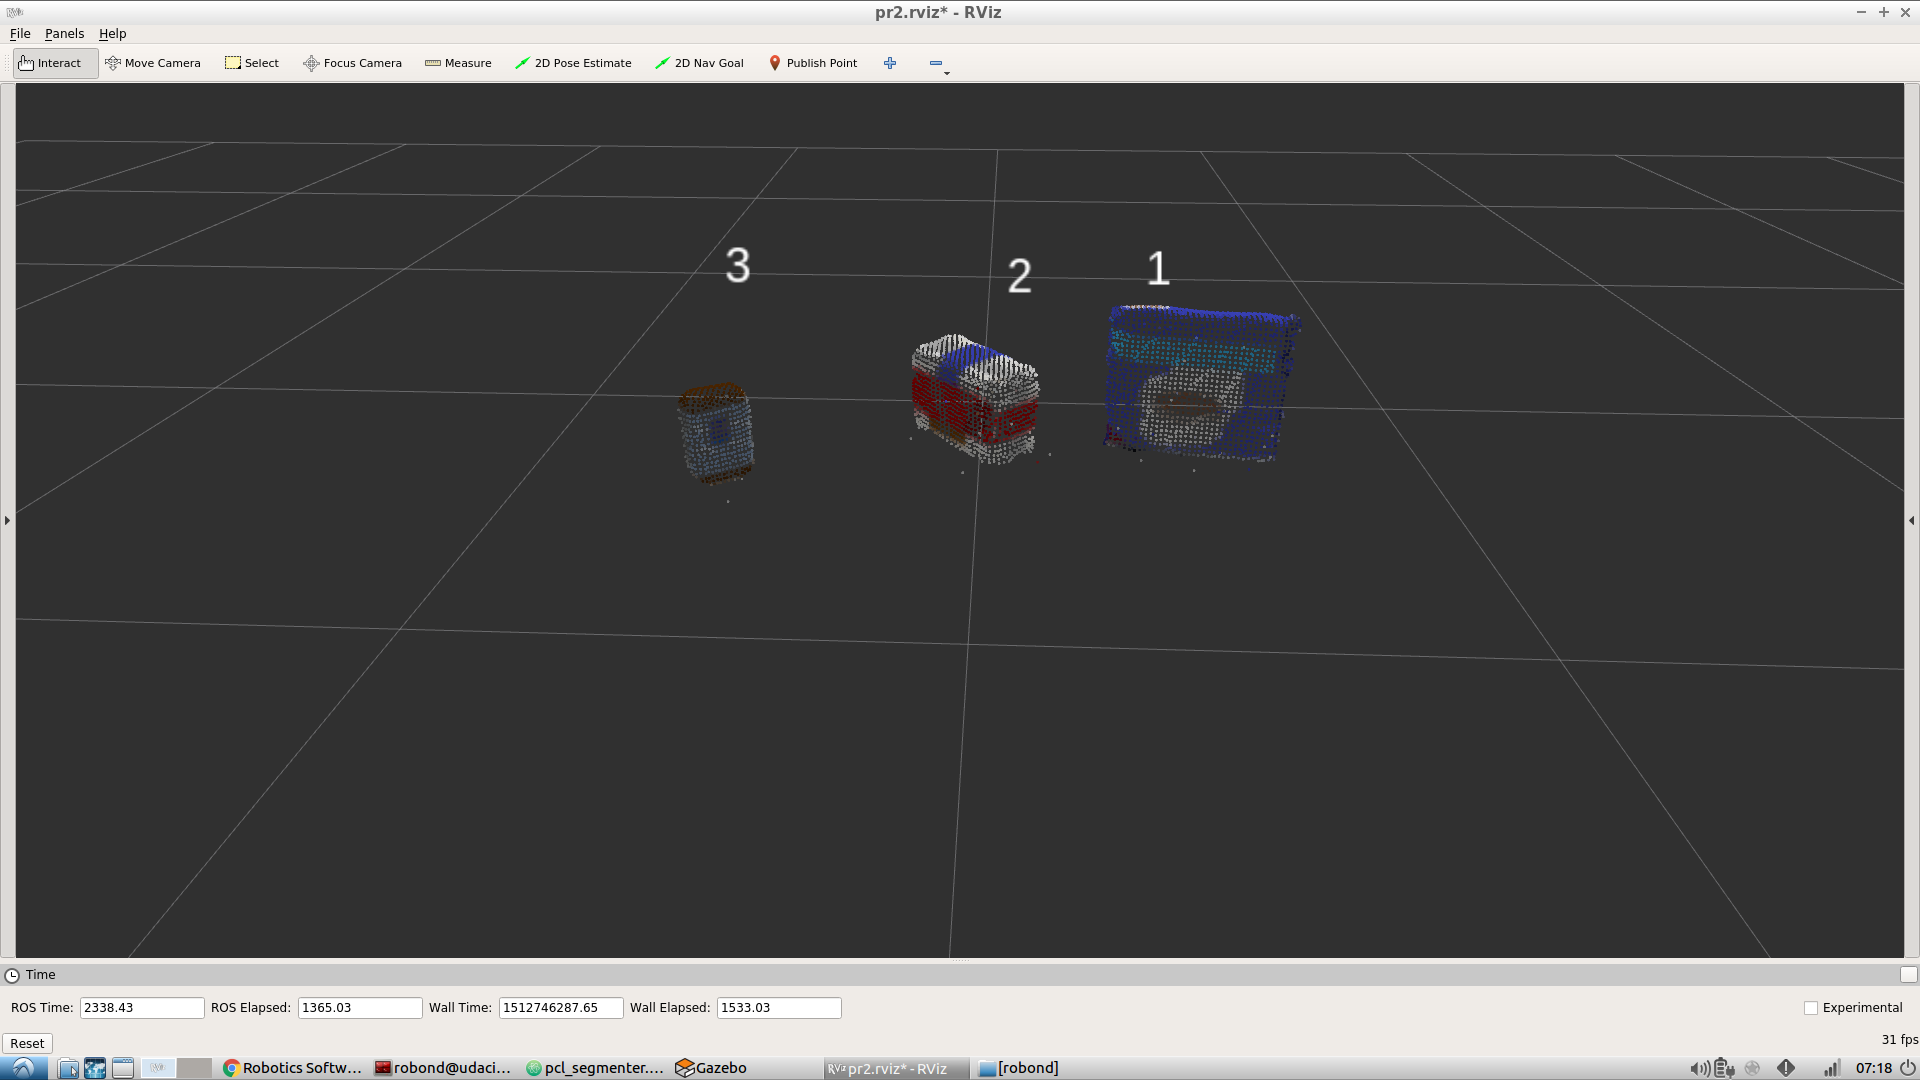 pr2.rviz* - RViz
File Panels Help
Interact Move Camera Select Focus Camera Measure 2D Pose Estimate 2D Nav Goal Publish Point
3 2 1
Time
ROS Time: 2338.43 ROS Elapsed: 1365.03 Wall Time: 1512746287.65 Wall Elapsed: 1533.03 Experimental
Reset 31 fps
Robotics Softw... robond@udaci... pcl_segmenter.... Gazebo pr2.rviz* - RViz [robond] 07:18